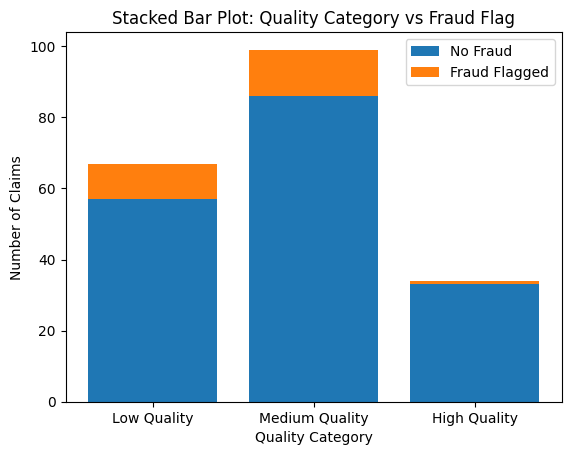 Stacked Bar Plot: Quality Category vs Fraud Flag
No Fraud
Fraud Flagged
100
80
60
40
20
0
Number of Claims
Low Quality
Medium Quality
High Quality
Quality Category